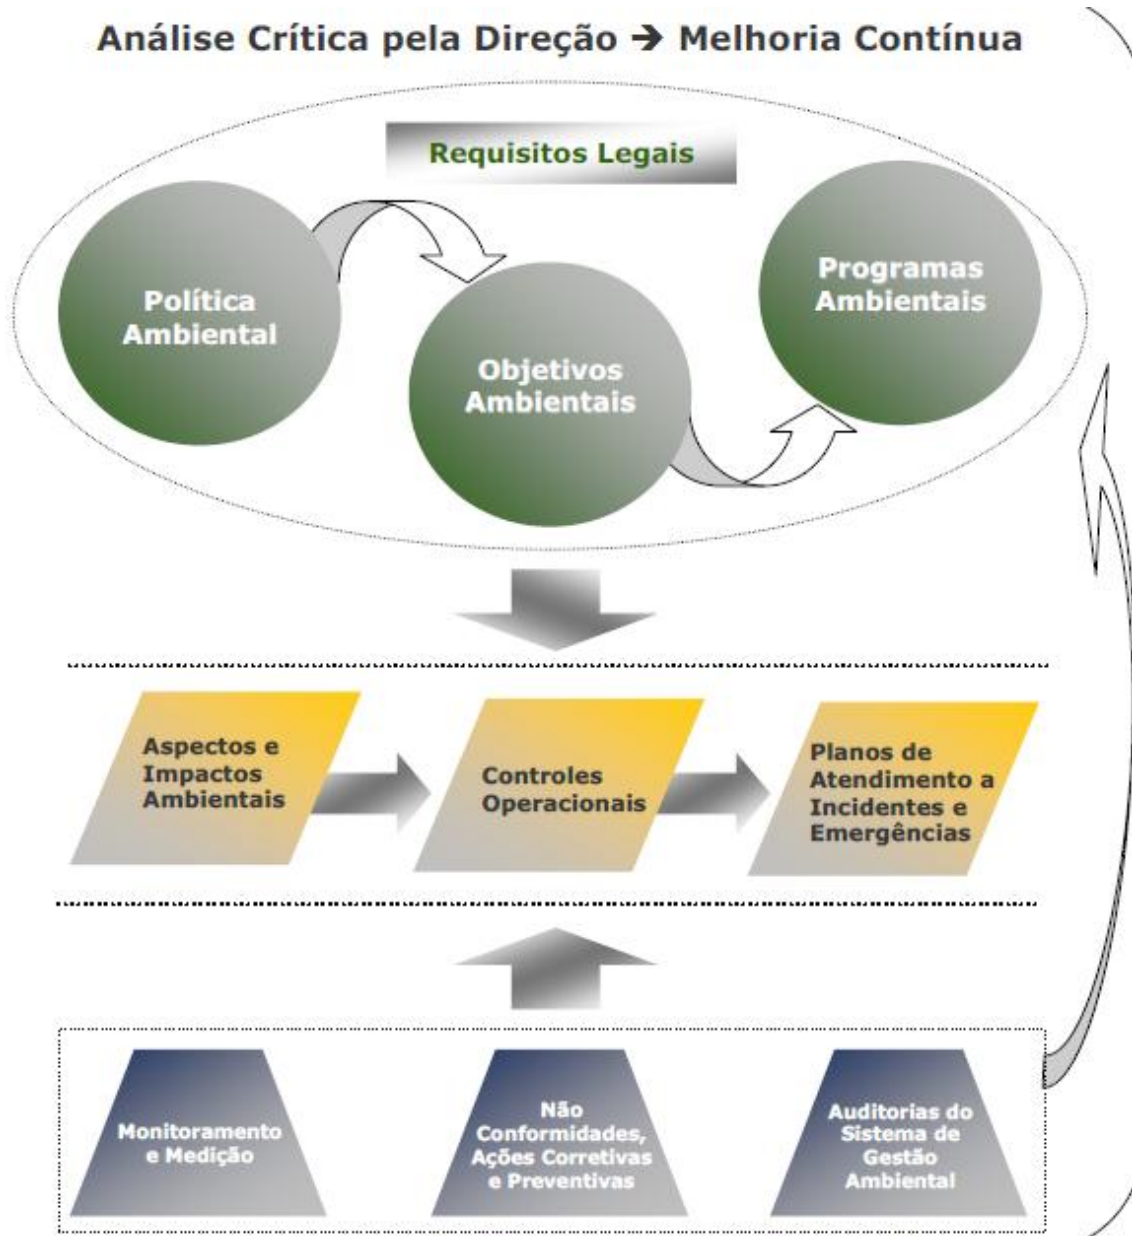 Análise Crítica pela Direção ➔ Melhoria Contínua
Requisitos Legais
Política
Ambiental
Objetivos
Ambientais
Programas
Ambientais
Aspectos e
Impactos
Ambientais
Controles
Operacionais
Planos de
Atendimento a
Incidentes e
Emergências
Monitoramento
e Medição
Não
Conformidades,
Ações Corretivas
e Preventivas
Auditorias do
Sistema de
Gestão
Ambiental